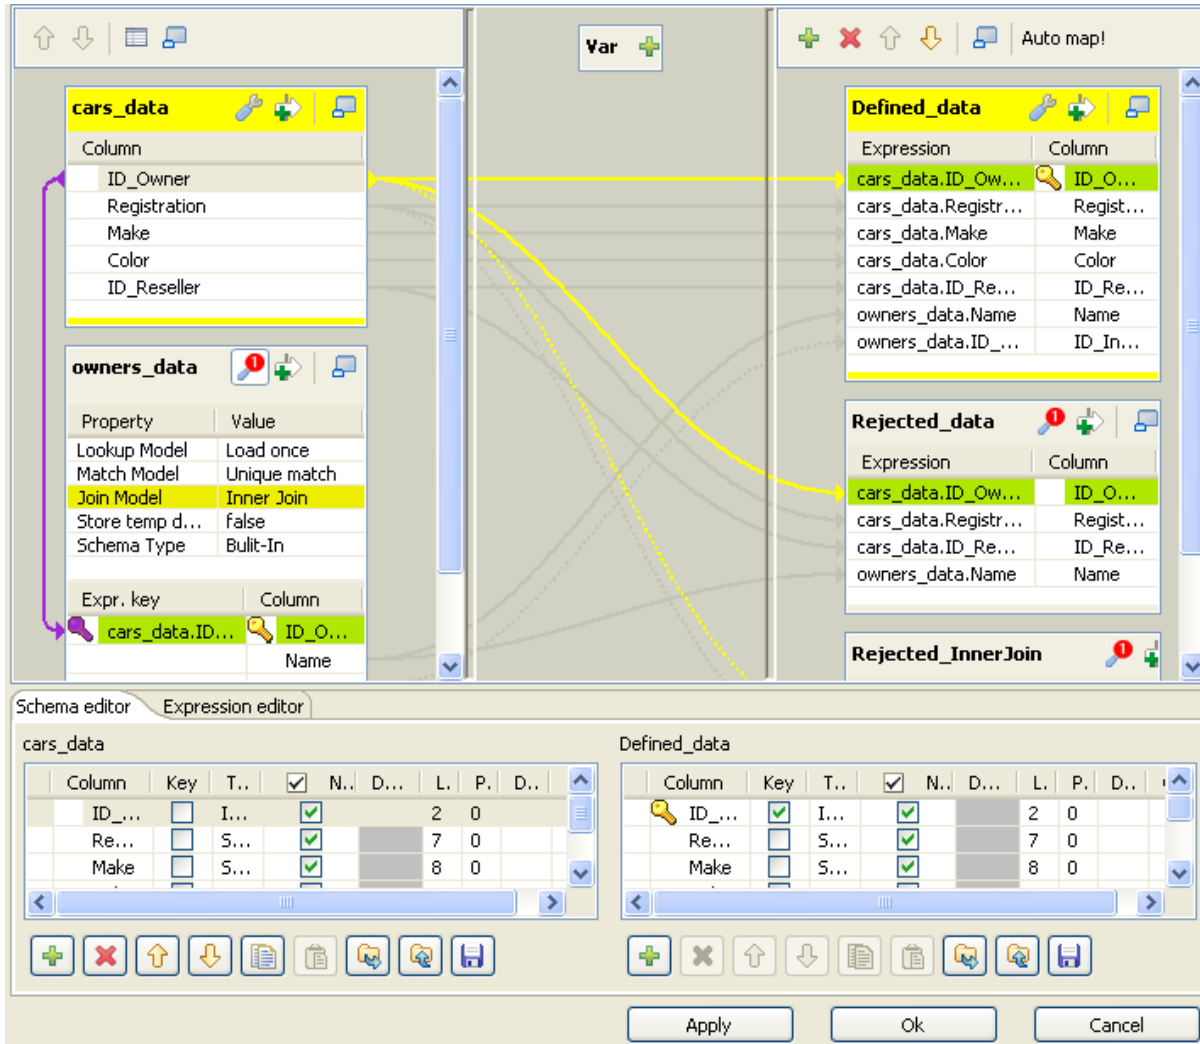 Var
Auto map!
cars_data
Column
ID_Owner
Registration
Make
Color
ID_Reseller
owners_data
1
Property Value
Lookup Model Load once
Match Model Unique match
Join Model Inner Join
Store temp d... false
Schema Type Bulit-In
Expr. key Column
cars_data.ID... ID_O...
Name
Defined_data
Expression Column
cars_data.ID_Ow... ID_O...
cars_data.Registr... Regist...
cars_data.Make Make
cars_data.Color Color
cars_data.ID_Re... ID_Re...
owners_data.Name Name
owners_data.ID_... ID_In...
Rejected_data 1
Expression Column
cars_data.ID_Ow... ID_O...
cars_data.Registr... Regist...
cars_data.ID_Re... ID_Re...
owners_data.Name Name
Rejected_InnerJoin 1
Schema editor Expression editor
cars_data
Column Key T... N.. D... L. P. D..
ID_... I... 2 0
Re... S... 7 0
Make S... 8 0
Defined_data
Column Key T... N.. D... L. P. D..
ID_... I... 2 0
Re... S... 7 0
Make S... 8 0
Apply Ok Cancel